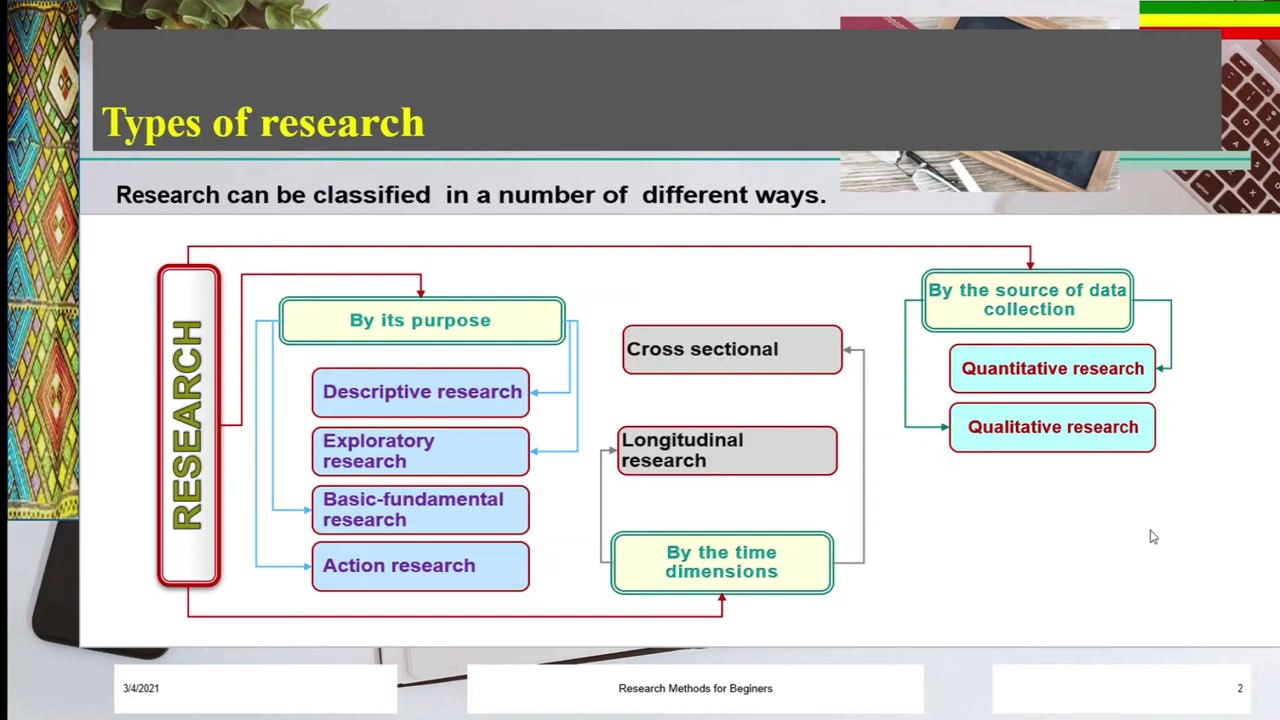 Types of research
Research can be classified in a number of different ways.
RESEARCH
By its purpose
Descriptive research
Exploratory
research
Basic-fundamental
research
Action research
Cross sectional
Longitudinal
research
By the time
dimensions
By the source of data
collection
Quantitative research
Qualitative research
3/4/2021
Research Methods for Beginers
2